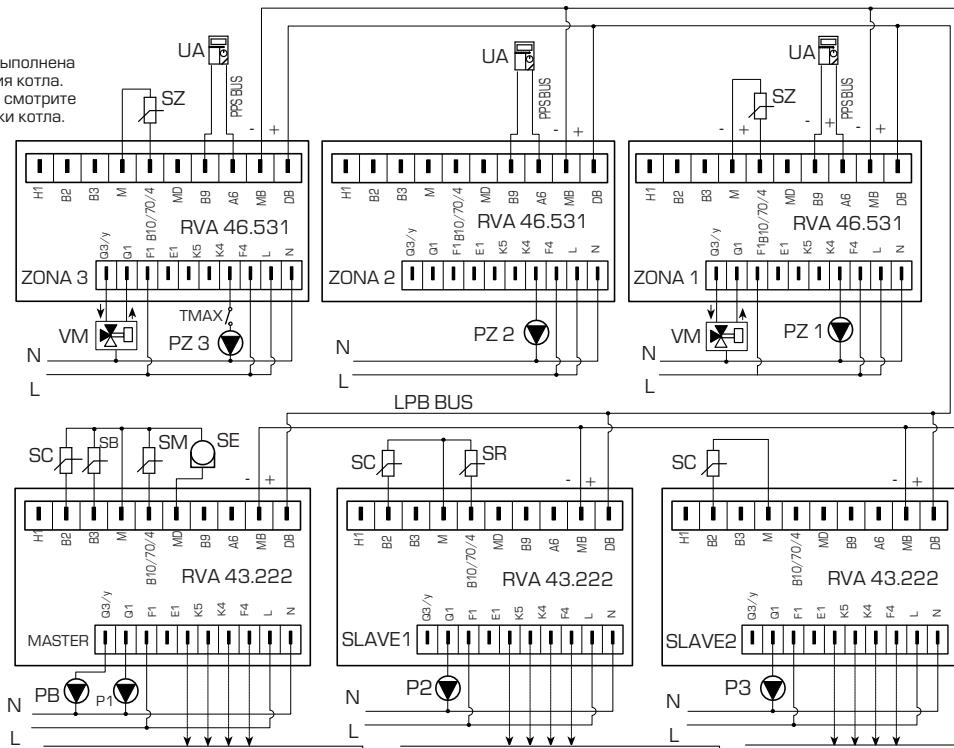 ыполнена
ия котла.
смотрите
ки котла.
UA
UA
UA
SZ
SZ
PPS BUS
PPS BUS
PPS BUS
- +
- +
- + - + - +
H1 B2 B3 M B10/70/4 MD B9 A6 MB DB
H1 B2 B3 M B10/70/4 MD B9 A6 MB DB
H1 B2 B3 M B10/70/4 MD B9 A6 MB DB
RVA 46.531
RVA 46.531
RVA 46.531
Q3/y Q1 F1 E1 K5 K4 F4 L N
Q3/y Q1 F1 E1 K5 K4 F4 L N
Q3/y Q1 F1 E1 K5 K4 F4 L N
ZONA 3
ZONA 2
ZONA 1
TMAX
VM
PZ 3
PZ 2
VM
PZ 1
N
N
N
L
L
L
LPB BUS
SC
SB
SM
SE
SC
SR
SC
- +
- +
- +
H1 B2 B3 M B10/70/4 MD B9 A6 MB DB
H1 B2 B3 M B10/70/4 MD B9 A6 MB DB
H1 B2 B3 M B10/70/4 MD B9 A6 MB DB
RVA 43.222
RVA 43.222
RVA 43.222
Q3/y Q1 F1 E1 K5 K4 F4 L N
Q3/y Q1 F1 E1 K5 K4 F4 L N
Q3/y Q1 F1 E1 K5 K4 F4 L N
MASTER
SLAVE1
SLAVE2
PB
P1
P2
P3
N
N
N
L
L
L